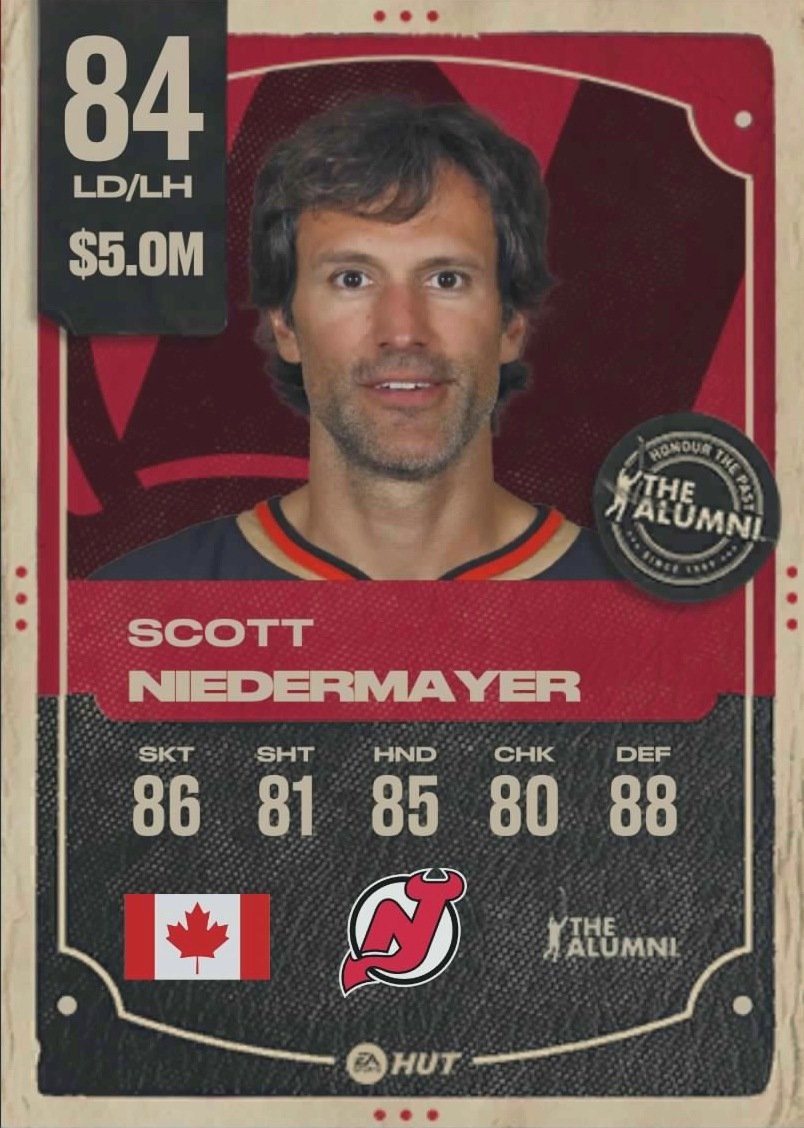 84
LD/LH
$5.0M
HONOUR THE PAST
THE
ALUMNI
SCOTT
NIEDERMAYER
SKT SHT HND CHK DEF
86 81 85 80 88
THE
ALUMNI
EA HUT